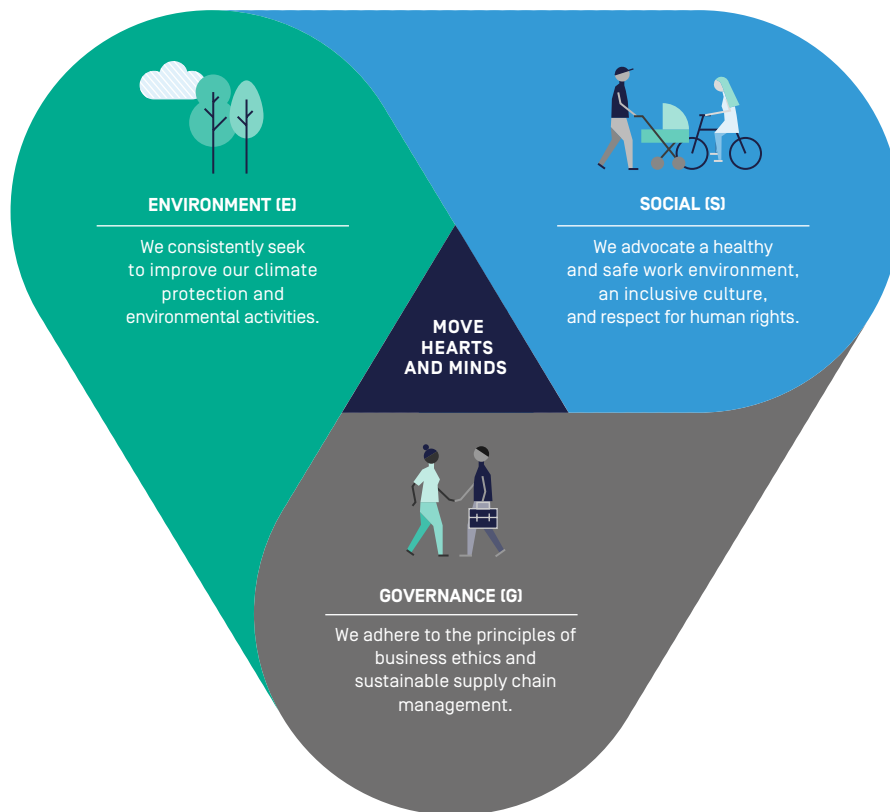 ENVIRONMENT (E)
We consistently seek
to improve our climate
protection and
environmental activities.
SOCIAL (S)
We advocate a healthy
and safe work environment,
an inclusive culture,
and respect for human rights.
MOVE
HEARTS
AND MINDS
GOVERNANCE (G)
We adhere to the principles of
business ethics and
sustainable supply chain
management.